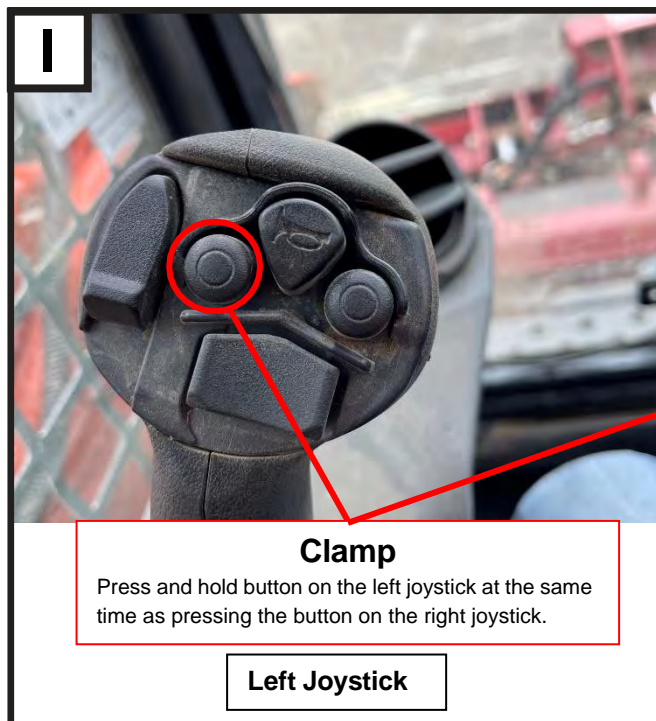 I
Clamp
Press and hold button on the left joystick at the same
time as pressing the button on the right joystick.
Left Joystick